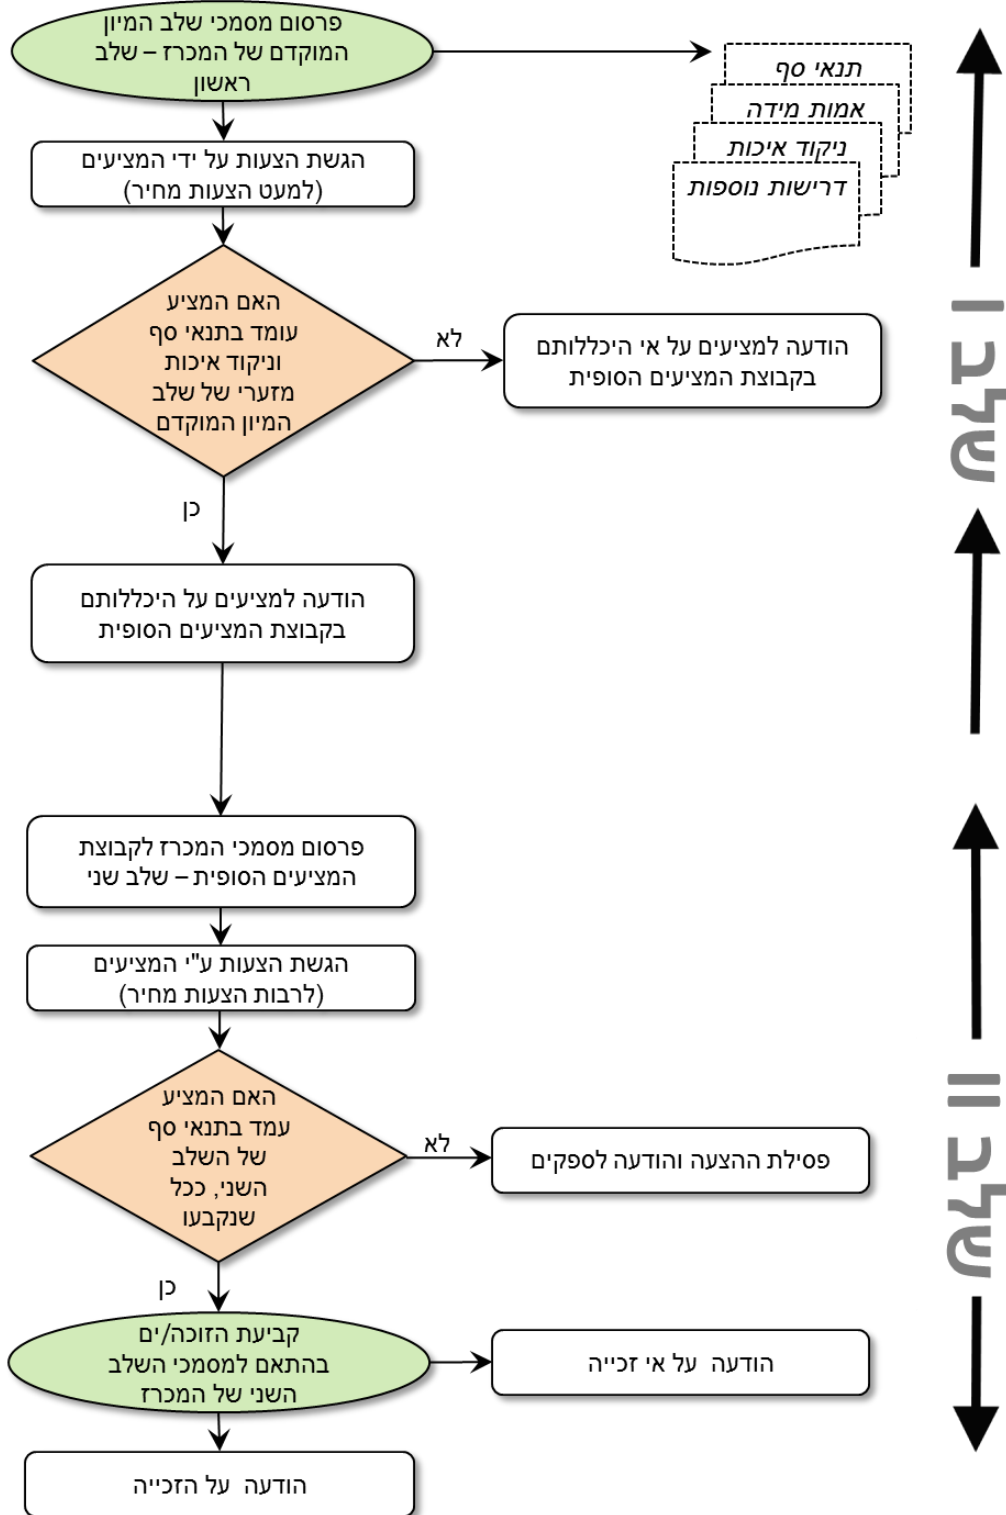 פרסום מסמכי שלב המיון
המוקדם של המכרז – שלב
ראשון
תנאי סף
אמות מידה
ניקוד איכות
דרישות נוספות
הגשת הצעות על ידי המציעים
(למעט הצעות מחיר)
האם המציע
עומד בתנאי סף
וניקוד איכות
מזערי של שלב
המיון המוקדם
לא
הודעה למציעים על אי היכללותם
בקבוצת המציעים הסופית
שלב I
כן
הודעה למציעים על היכללותם
בקבוצת המציעים הסופית
פרסום מסמכי המכרז לקבוצת
המציעים הסופית – שלב שני
הגשת הצעות ע"י המציעים
(לרבות הצעות מחיר)
האם המציע
עמד בתנאי סף
של השלב
השני, ככל
שנקבעו
לא
פסילת ההצעה והודעה לספקים
שלב II
כן
קביעת הזוכה/ים
בהתאם למסמכי השלב
השני של המכרז
הודעה על אי זכייה
הודעה על הזכייה